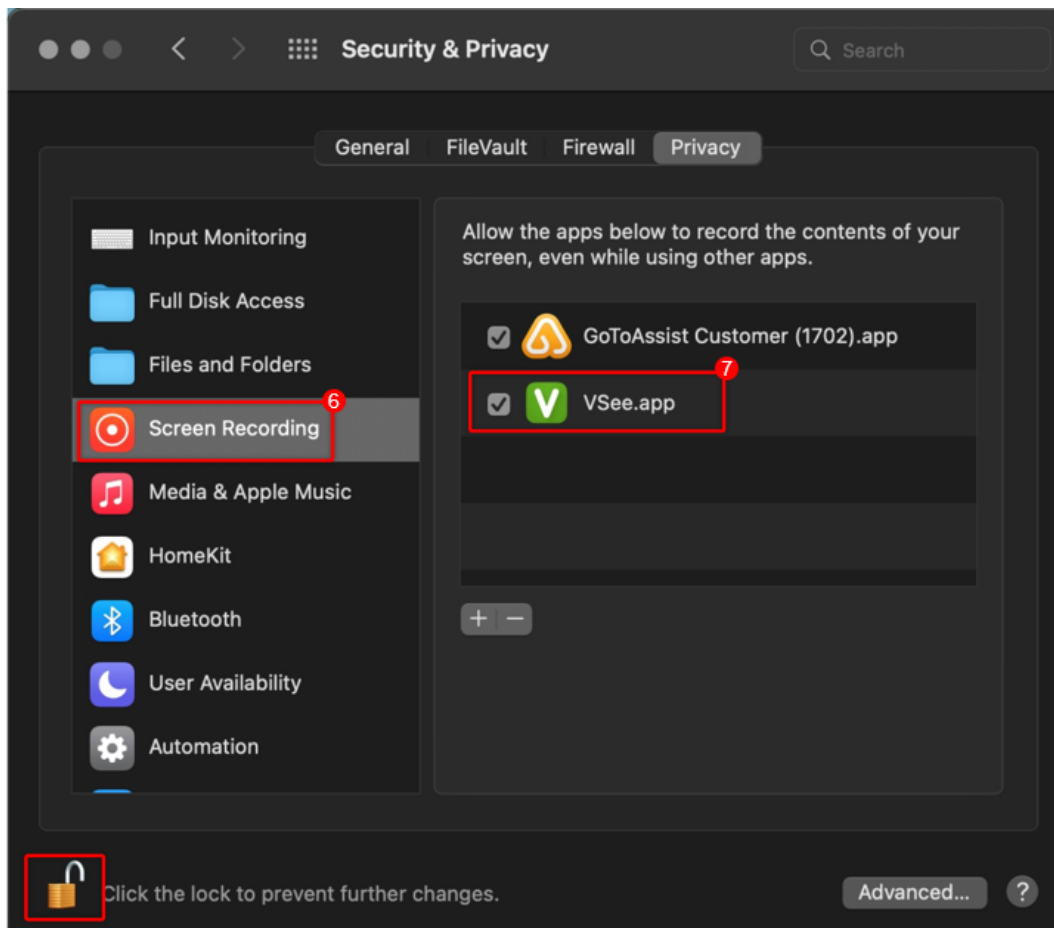 Security & Privacy
Search
General
FileVault
Firewall
Privacy
Input Monitoring
Full Disk Access
Files and Folders
6
Screen Recording
Media & Apple Music
HomeKit
Bluetooth
User Availability
Automation
Allow the apps below to record the contents of your
screen, even while using other apps.
GoToAssist Customer (1702).app
7
VSee.app
+ −
Click the lock to prevent further changes.
Advanced...
?